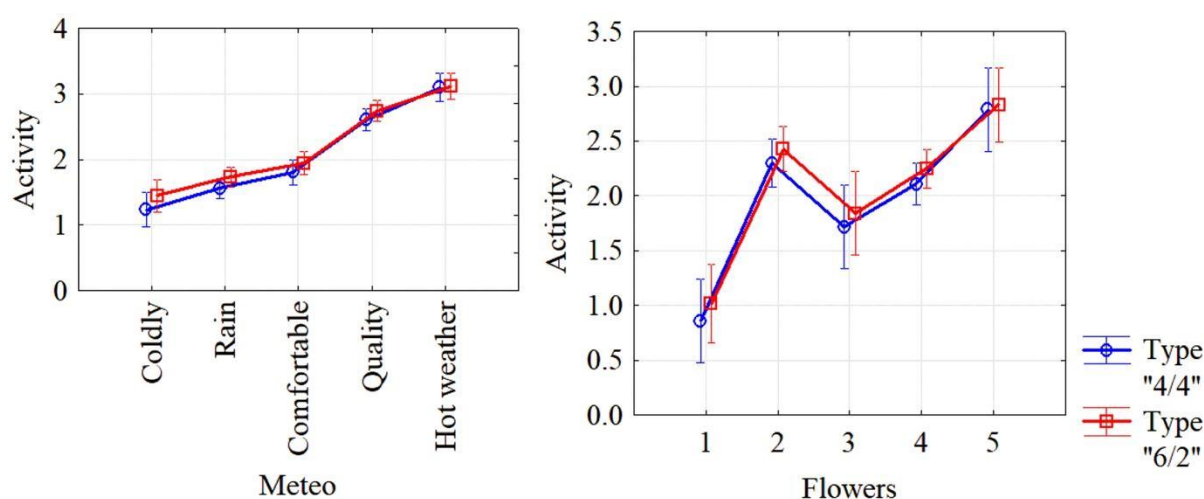 4
3
2
1
0
Activity
Coldly
Rain
Comfortable
Quality
Hot weather
Meteo
3.5
3.0
2.5
2.0
1.5
1.0
0.5
0.0
Activity
1 2 3 4 5
Flowers
Type
"4/4"
Type
"6/2"